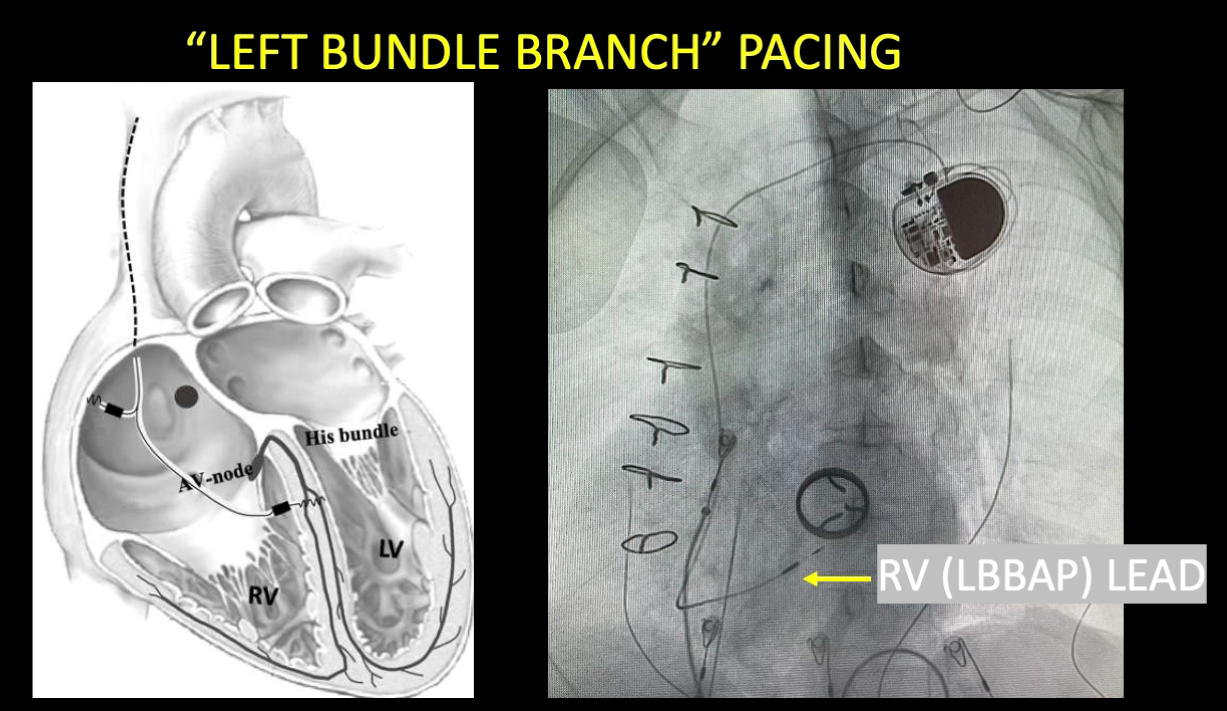 “LEFT BUNDLE BRANCH” PACING
His bundle
AV-node
LV
RV
RV (LBBAP) LEAD